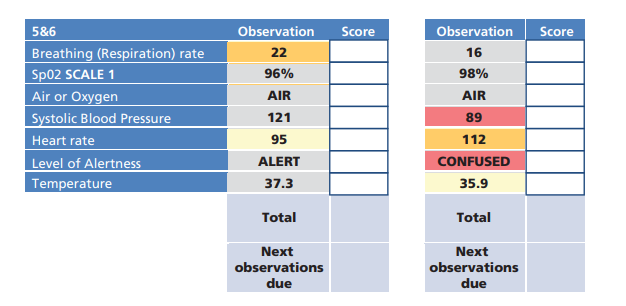 5&6 Observation Score Observation Score
Breathing (Respiration) rate 22 16
Sp02 SCALE 1 96% 98%
Air or Oxygen AIR AIR
Systolic Blood Pressure 121 89
Heart rate 95 112
Level of Alertness ALERT CONFUSED
Temperature 37.3 35.9
Total Total
Next Next
observations observations
due due